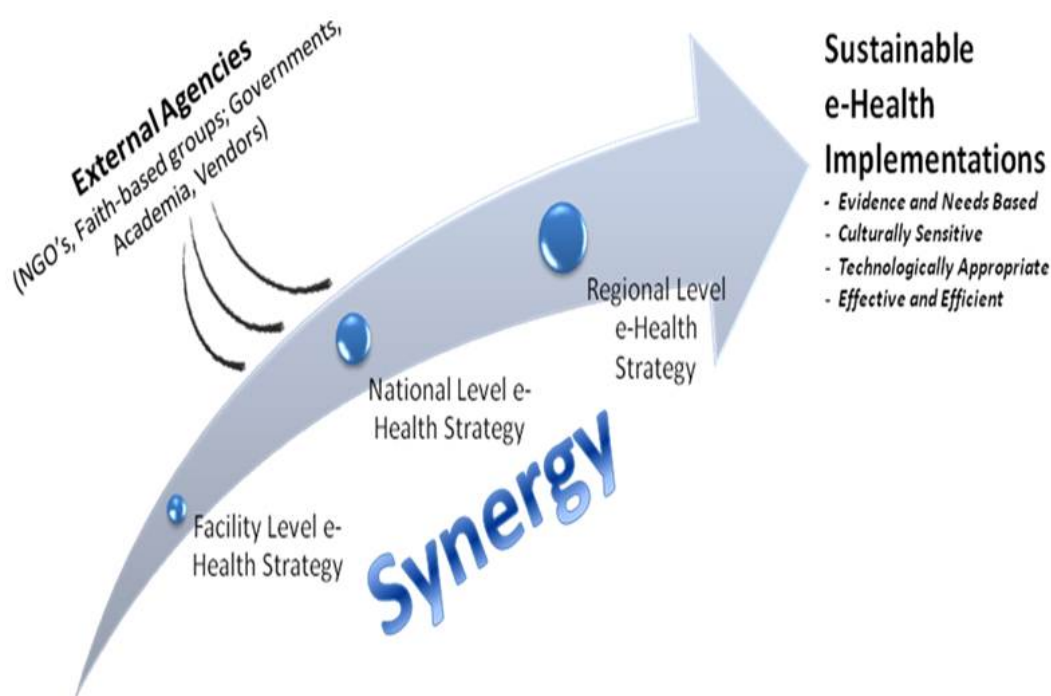 External Agencies
(NGO's, Faith-based groups; Governments,
Academia, Vendors)
Sustainable
e-Health
Implementations
- Evidence and Needs Based
- Culturally Sensitive
- Technologically Appropriate
- Effective and Efficient
Regional Level
e-Health
Strategy
National Level e-
Health Strategy
Facility Level e-
Health Strategy
Synergy